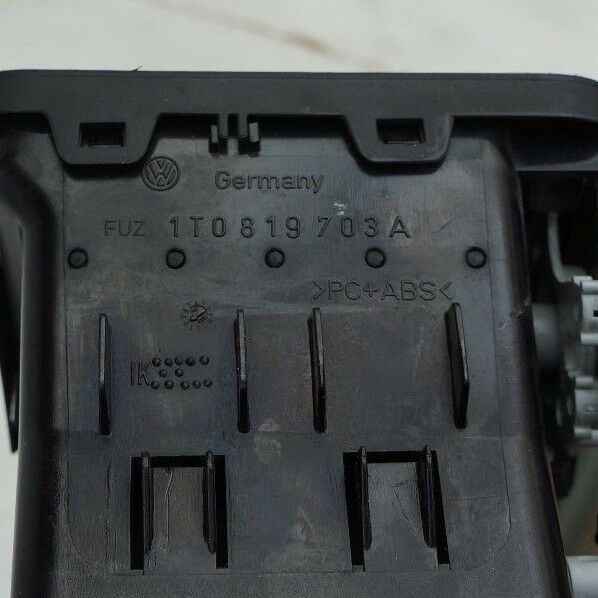 Germany
FUZ 1T0 819 703 A
>PC+ABS<
IK